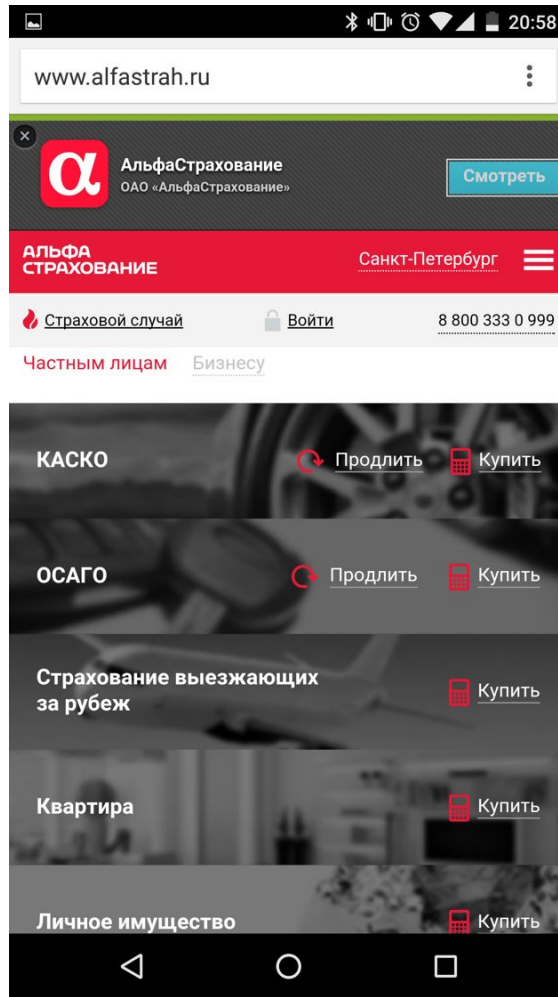 20:58
www.alfastrah.ru
АльфаСтрахование
ОАО «АльфаСтрахование»
Смотреть
АЛЬФА
СТРАХОВАНИЕ
Санкт-Петербург
Страховой случай Войти 8 800 333 0 999
Частным лицам Бизнесу
КАСКО Продлить Купить
ОСАГО Продлить Купить
Страхование выезжающих
за рубеж
Купить
Квартира Купить
Личное имущество Купить